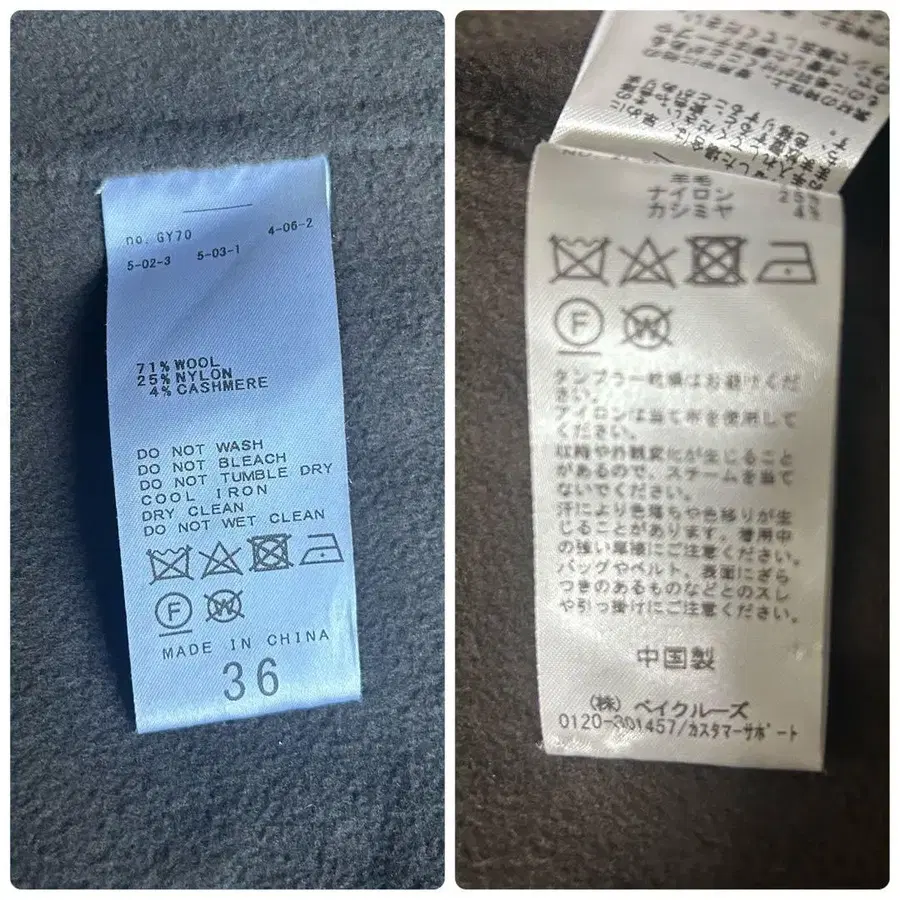 no. GY70
4-06-2
5-02-3 5-03-1
71% WOOL
25% NYLON
4% CASHMERE
DO NOT WASH
DO NOT BLEACH
DO NOT TUMBLE DRY
COOL IRON
DRY CLEAN
DO NOT WET CLEAN
F
W
MADE IN CHINA
36
羊毛
ナイロン 25
カシミヤ 4%
F
W
タンブラー乾燥はお避けくだ
さい。
アイロンは当て布を使用して
ください。
収縮や外観変化が生じること
があるので、スチームを当て
ないでください。
汗により色落ちや色移りが生
じることがあります。着用中
の強い摩擦にご注意ください。
バッグやベルト、表面にざら
つきのあるものなどとのスレ
や引っ掛けにご注意ください。
中国製
(株) ベイクルーズ
0120-301457/カスタマーサポート